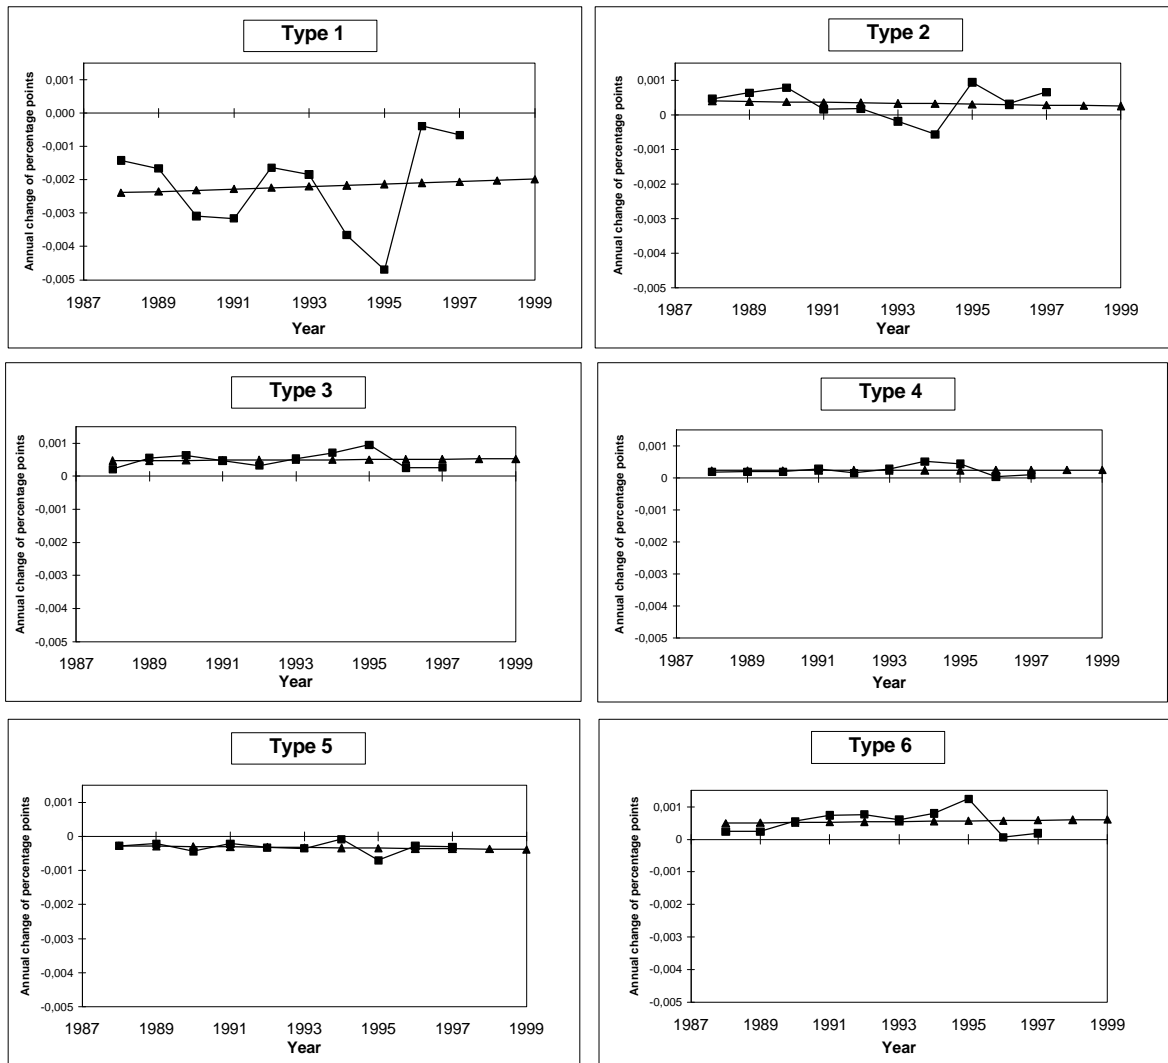 Type 1
Annual change of percentage points
0,001
0,000
-0,001
-0,002
-0,003
-0,004
-0,005
1987 1989 1991 1993 1995 1997 1999
Year
Type 2
Annual change of percentage points
0,001
0
-0,001
-0,002
-0,003
-0,004
-0,005
1987 1989 1991 1993 1995 1997 1999
Year
Type 3
Annual change of percentage points
0,001
0
-0,001
-0,002
-0,003
-0,004
-0,005
1987 1989 1991 1993 1995 1997 1999
Year
Type 4
Annual change of percentage points
0,001
0
-0,001
-0,002
-0,003
-0,004
-0,005
1987 1989 1991 1993 1995 1997 1999
Year
Type 5
Annual change of percentage points
0,001
0
-0,001
-0,002
-0,003
-0,004
-0,005
1987 1989 1991 1993 1995 1997 1999
Year
Type 6
Annual change of percentage points
0,001
0
-0,001
-0,002
-0,003
-0,004
-0,005
1987 1989 1991 1993 1995 1997 1999
Year